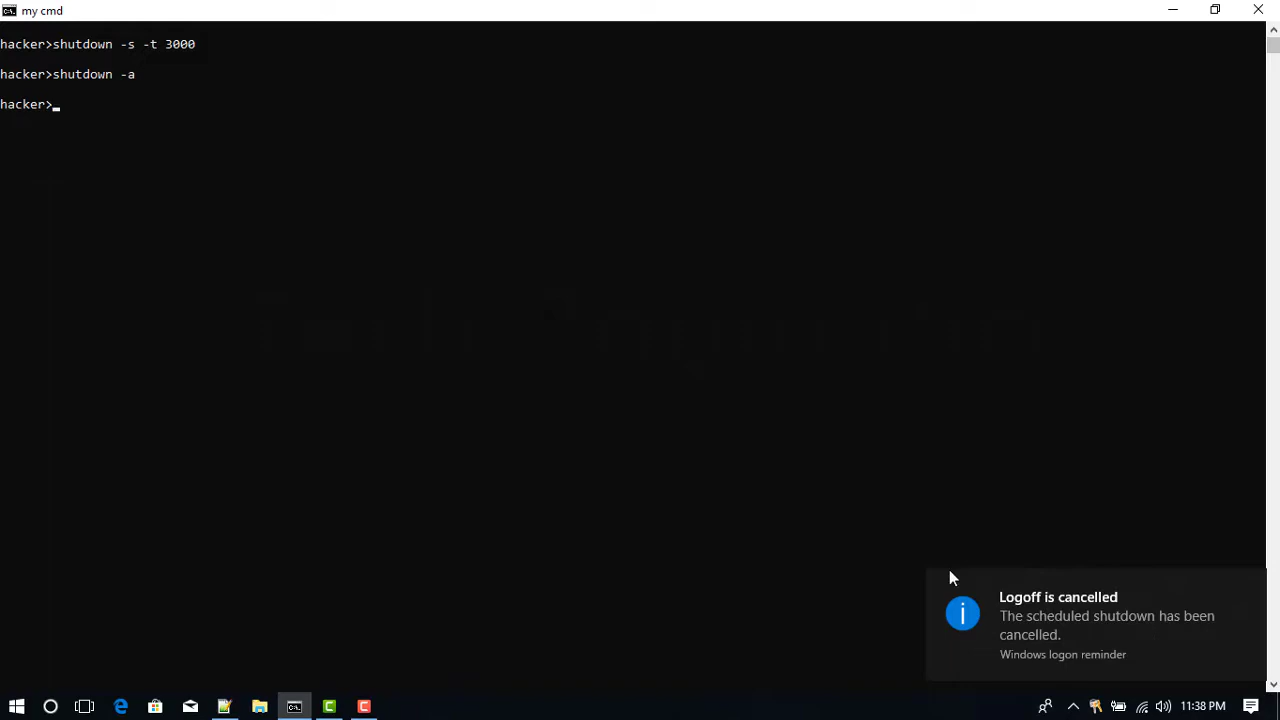 my cmd
hacker>shutdown -s -t 3000
hacker>shutdown -a
hacker>
Logoff is cancelled
The scheduled shutdown has been
cancelled.
Windows logon reminder
11:38 PM